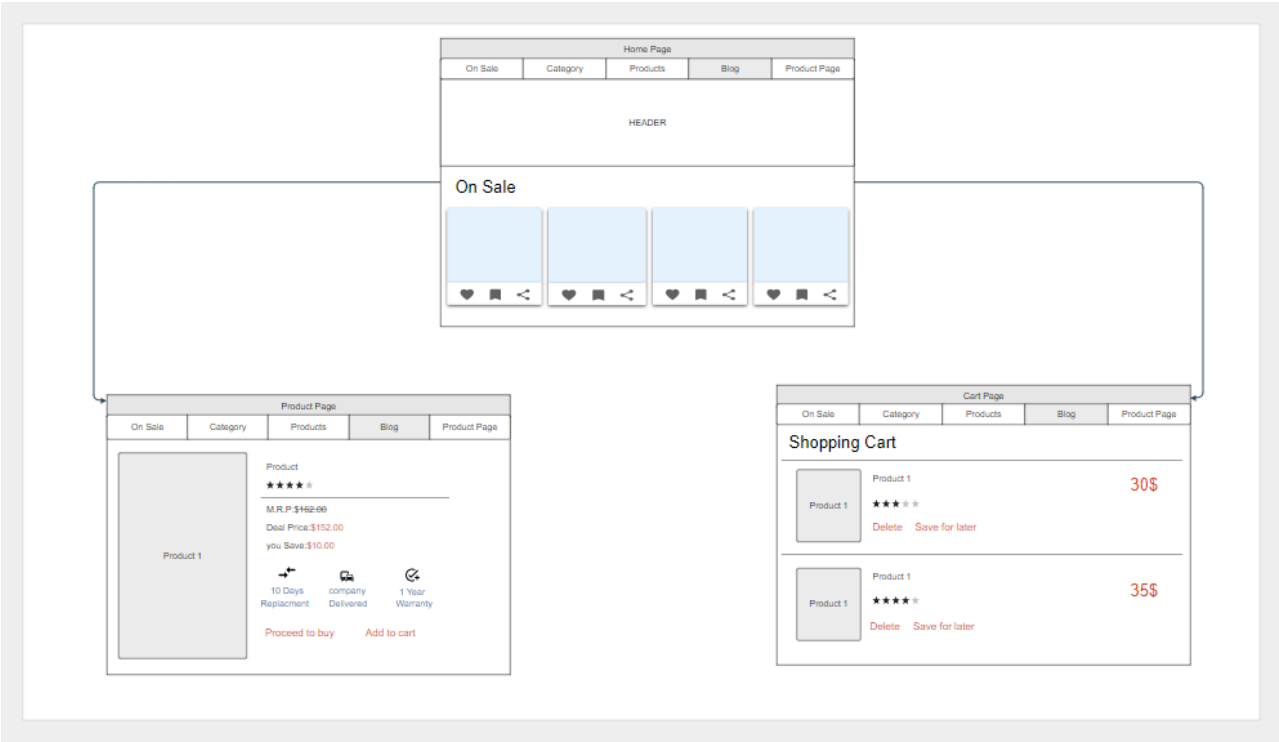 Home Page
On Sale Category Products Blog Product Page
HEADER
On Sale
Product Page
On Sale Category Products Blog Product Page
Product 1
Product
M.R.P:$162.00
Deal Price:$152.00
you Save:$10.00
10 Days company 1 Year
Replacment Delivered Warranty
Proceed to buy Add to cart
Cart Page
On Sale Category Products Blog Product Page
Shopping Cart
Product 1
Product 1
30$
Delete Save for later
Product 1
Product 1
35$
Delete Save for later